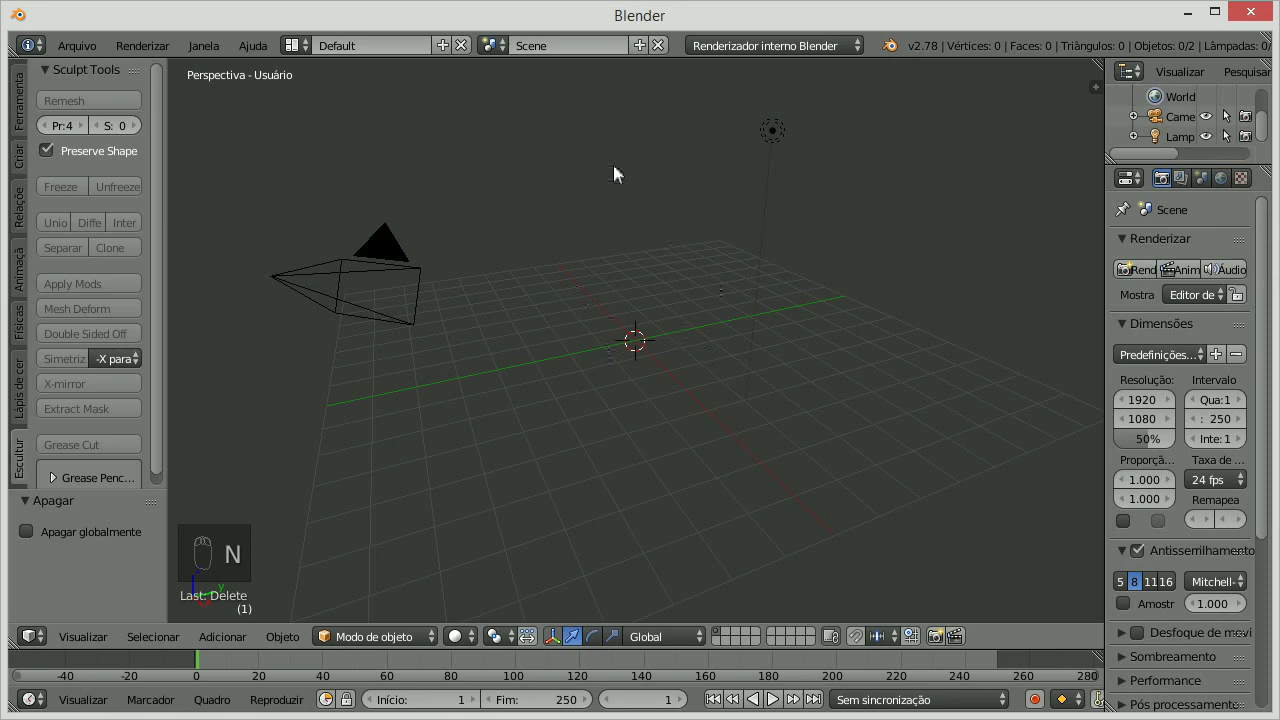 Blender
Arquivo Renderizar Janela Ajuda Default Scene Renderizador interno Blender v2.78 | Vértices: 0 | Faces: 0 | Triângulos: 0 | Objetos: 0/2 | Lâmpadas: 0/
Sculpt Tools
Remesh
Pr: 4 S: 0
Preserve Shape
Freeze Unfreeze
Unio Diffe Inter
Separar Clone
Apply Mods
Mesh Deform
Double Sided Off
Simetriz -X para
X-mirror
Extract Mask
Grease Cut
Grease Penc...
Ferramenta
Criar
Relaçõe
Animaçã
Físicas
Lápis de cer
Escultur
Apagar
Apagar globalmente
Perspectiva - Usuário
N
Last: Delete
y
(1)
Visualizar Pesquisar
World
Came
Lamp
Scene
Renderizar
Rend Anim Áudio
Mostra Editor de
Dimensões
Predefinições...
Resolução: Intervalo
1920 Qua: 1
1080 : 250
50% Inte: 1
Proporçã... Taxa de ...
1.000 24 fps
1.000 Remapea
Antisserrilhamento
5 8 11 16 Mitchell-
Amostr 1.000
Desfoque de movi
Sombreamento
Performance
Pós processamento
Visualizar Selecionar Adicionar Objeto Modo de objeto Global
-40 -20 0 20 40 60 80 100 120 140 160 180 200 220 240 260 280
Visualizar Marcador Quadro Reproduzir Início: 1 Fim: 250 1 Sem sincronização